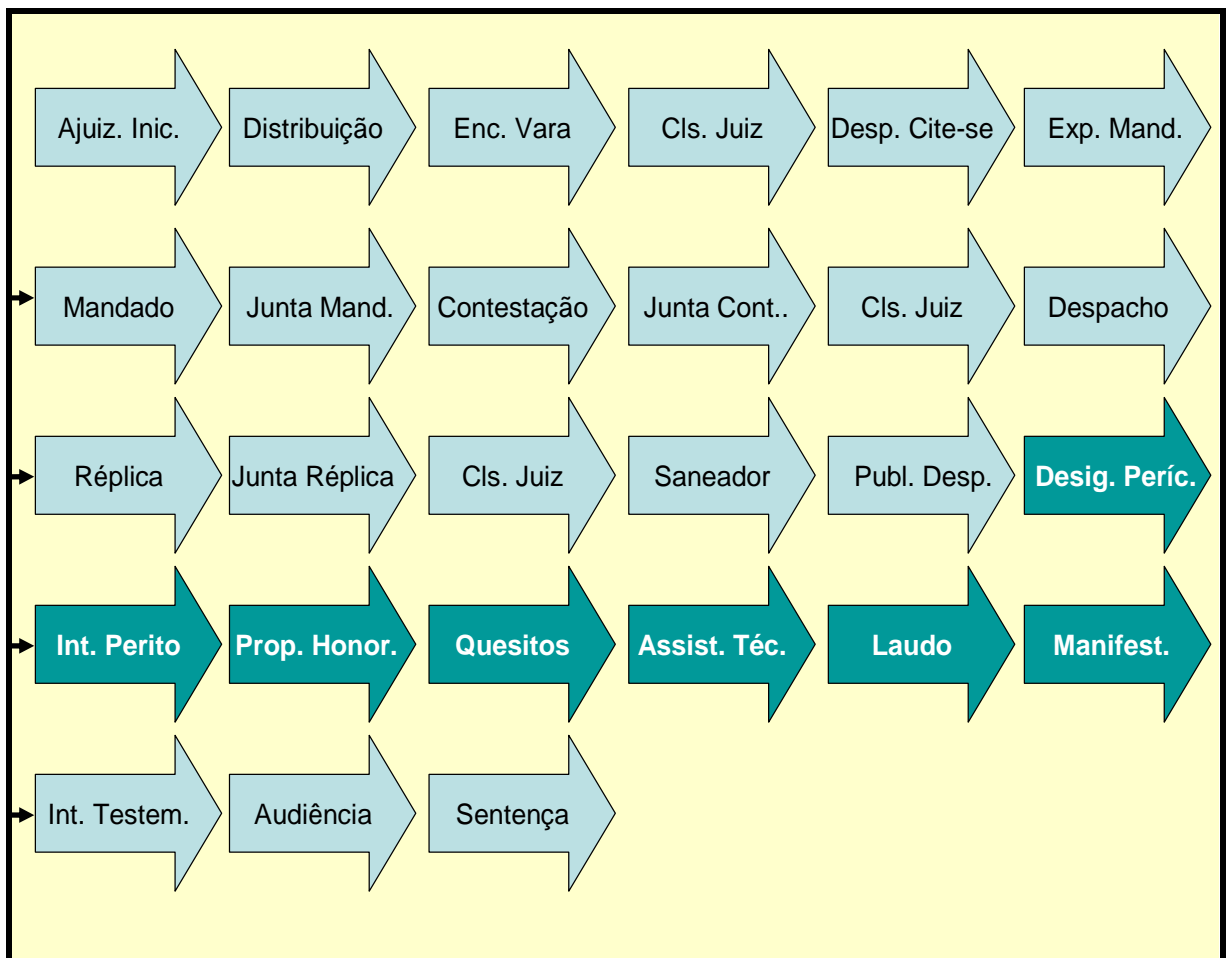 Ajuiz. Inic.
Distribuição
Enc. Vara
Cls. Juiz
Desp. Cite-se
Exp. Mand.
Mandado
Junta Mand.
Contestação
Junta Cont..
Cls. Juiz
Despacho
Réplica
Junta Réplica
Cls. Juiz
Saneador
Publ. Desp.
Desig. Períc.
Int. Perito
Prop. Honor.
Quesitos
Assist. Téc.
Laudo
Manifest.
Int. Testem.
Audiência
Sentença